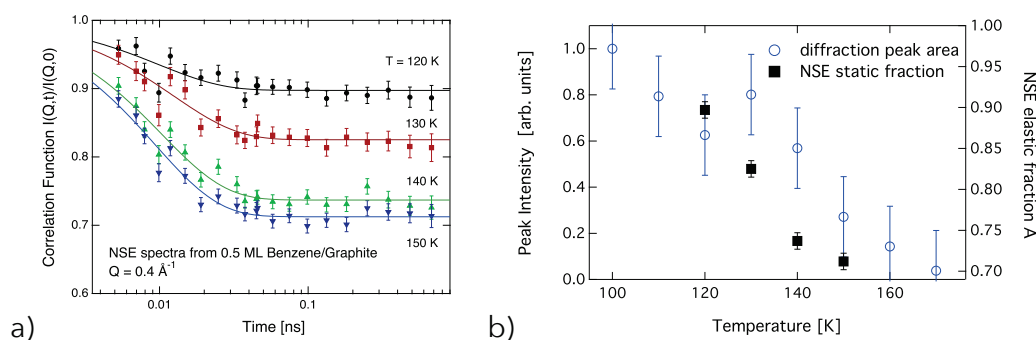 1.0
0.9
0.8
0.7
0.6
Correlation Function I(Q,t)/I(Q,0)
T = 120 K
130 K
140 K
150 K
NSE spectra from 0.5 ML Benzene/Graphite
Q = 0.4 Å⁻¹
0.01
0.1
Time [ns]
a)
1.0
0.8
0.6
0.4
0.2
0.0
Peak Intensity [arb. units]
diffraction peak area
NSE static fraction
1.00
0.95
0.90
0.85
0.80
0.75
0.70
NSE elastic fraction A
100
120
140
160
Temperature [K]
b)